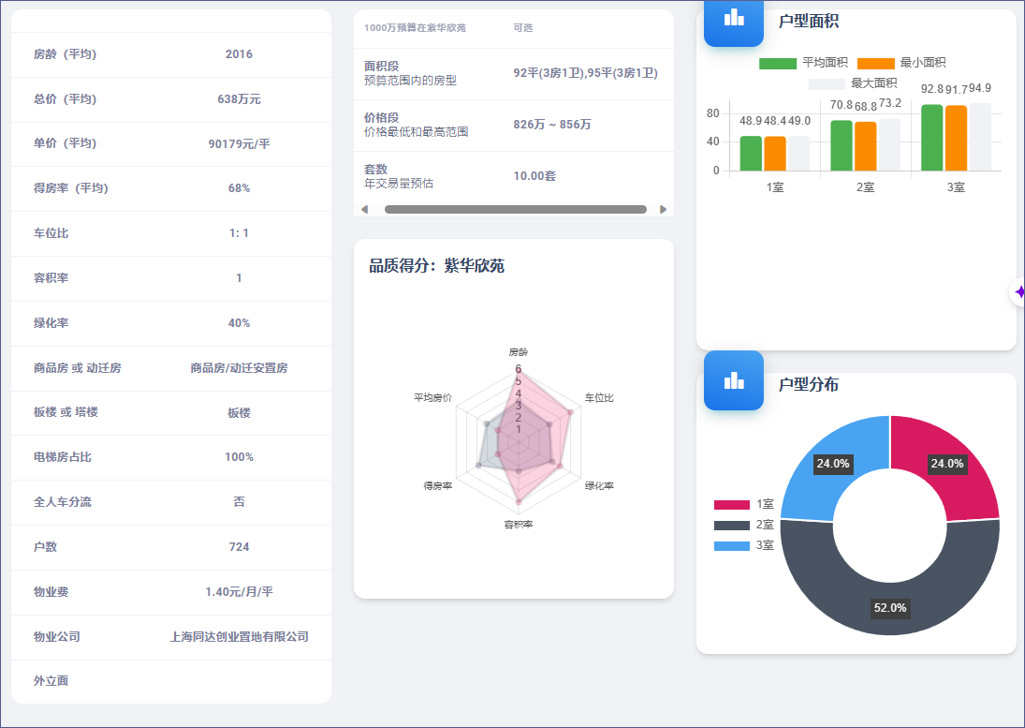 房龄（平均） 2016
总价（平均） 638万元
单价（平均） 90179元/平
得房率（平均） 68%
车位比 1: 1
容积率 1
绿化率 40%
商品房 或 动迁房 商品房/动迁安置房
板楼 或 塔楼 板楼
电梯房占比 100%
全人车分流 否
户数 724
物业费 1.40元/月/平
物业公司 上海同达创业置地有限公司
外立面
1000万预算在紫华欣苑 可选
面积段
预算范围内的房型
92平(3房1卫),95平(3房1卫)
价格段
价格最低和最高范围
826万 ~ 856万
套数
年交易量预估
10.00套
品质得分：紫华欣苑
房龄
6
5
4
3
2
1
平均房价
车位比
得房率
绿化率
容积率
户型面积
平均面积 最小面积
最大面积
92.8 91.7 94.9
70.8 68.8 73.2
48.9 48.4 49.0
80
40
0
1室 2室 3室
户型分布
24.0% 24.0%
1室
2室
3室
52.0%